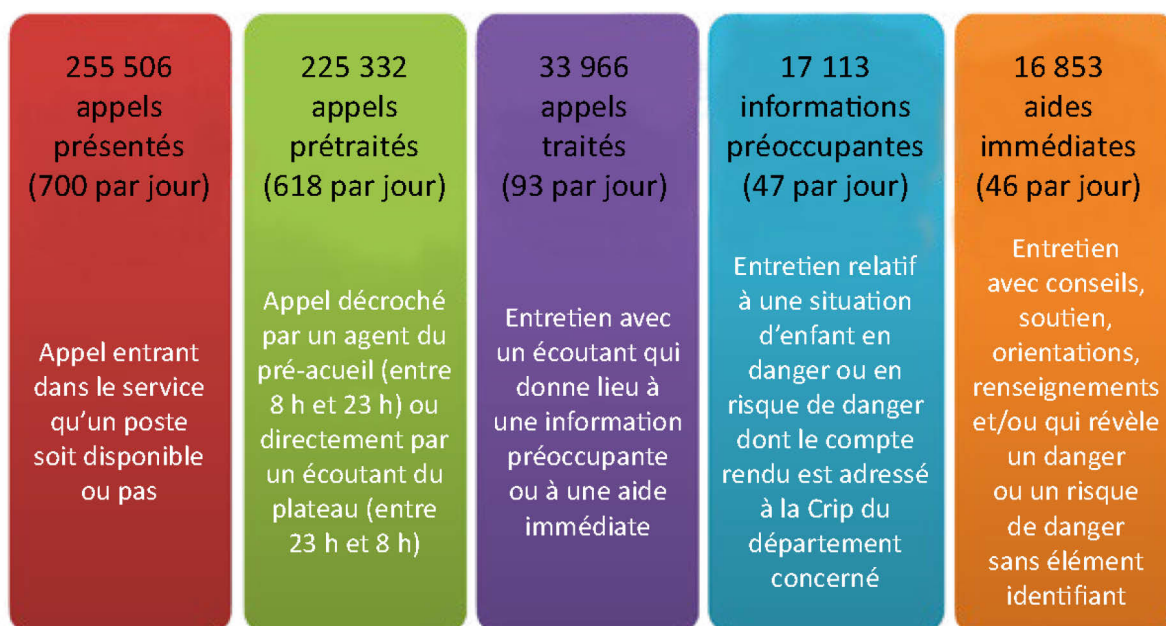 255 506
appels
présentés
(700 par jour)
Appel entrant
dans le service
qu'un poste
soit disponible
ou pas
225 332
appels
prétraités
(618 par jour)
Appel décroché
par un agent du
pré-acueil (entre
8 h et 23 h) ou
directement par
un écoutant du
plateau (entre
23 h et 8 h)
33 966
appels
traités
(93 par jour)
Entretien avec
un écoutant qui
donne lieu à
une information
préoccupante
ou à une aide
immédiate
17 113
informations
préoccupantes
(47 par jour)
Entretien relatif
à une situation
d'enfant en
danger ou en
risque de danger
dont le compte
rendu est adressé
à la Crip du
département
concerné
16 853
aides
immédiates
(46 par jour)
Entretien
avec conseils,
soutien,
orientations,
renseignements
et/ou qui révèle
un danger
ou un risque
de danger
sans élément
identifiant